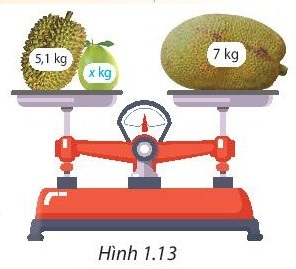 5,1 kg
x kg
7 kg
Hình 1.13